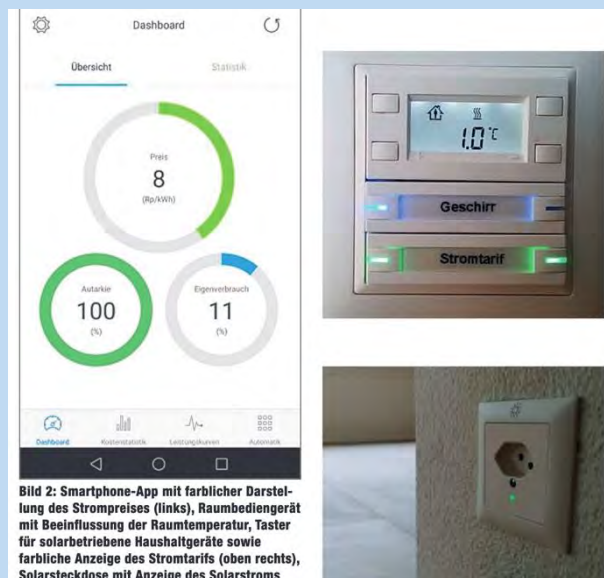 Dashboard
Übersicht
Statistik
Preis
8
(Rp/kWh)
Autarkie
100
(%)
Eigenverbrauch
11
(%)
Dashboard
Kostenstatistik
Leistungskurven
Automatik
1.0 °C
Geschirr
Stromtarif
Bild 2: Smartphone-App mit farblicher Darstel-
lung des Strompreises (links), Raumbediengerät
mit Beeinflussung der Raumtemperatur, Taster
für solarbetriebene Haushaltgeräte sowie
farbliche Anzeige des Stromtarifs (oben rechts),
Solarsteckdose mit Anzeige des Solarstroms